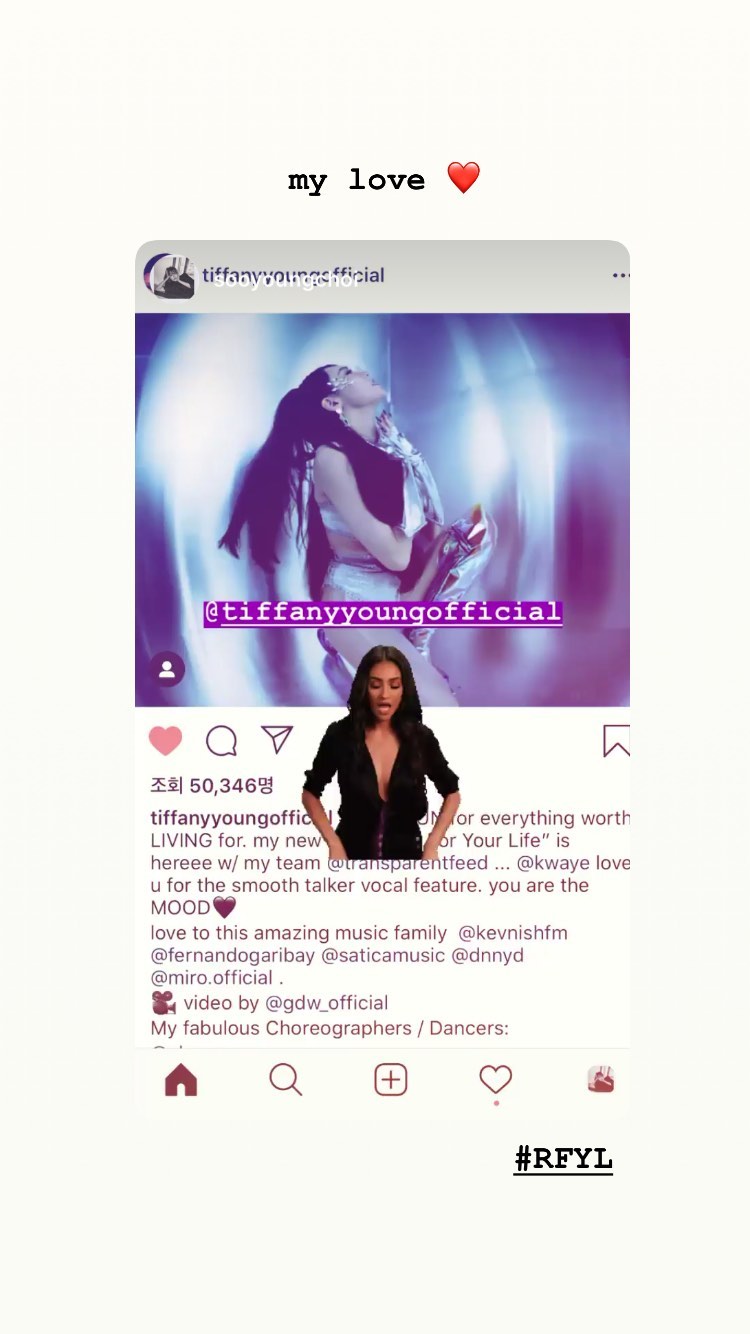 my love ❤️
tiffanyyoungofficial
sooyoungchoi
@tiffanyyoungofficial
조회 50,346명
tiffanyyoungoffic for everything worth
LIVING for. my new or Your Life” is
hereee w/ my team @transparentfeed ... @kwaye love
u for the smooth talker vocal feature. you are the
MOOD🖤
love to this amazing music family @kevnishfm
@fernandogaribay @saticamusic @dnnyd
@miro.official .
🎥 video by @gdw_official
My fabulous Choreographers / Dancers:
#RFYL